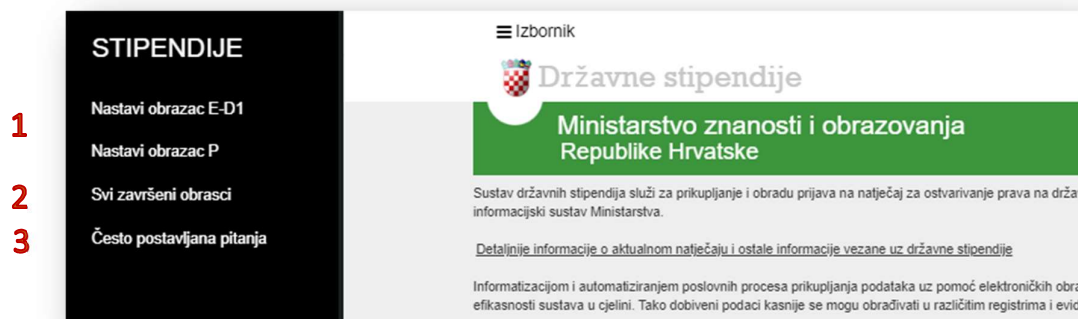 STIPENDIJE
1
Nastavi obrazac E-D1
Nastavi obrazac P
2
Svi završeni obrasci
3
Često postavljana pitanja
Izbornik
Državne stipendije
Ministarstvo znanosti i obrazovanja
Republike Hrvatske
Sustav državnih stipendija služi za prikupljanje i obradu prijava na natječaj za ostvarivanje prava na
informacijski sustav Ministarstva.
Detaljnije informacije o aktualnom natječaju i ostale informacije vezane uz državne stipendije
Informatizacijom i automatiziranjem poslovnih procesa prikupljanja podataka uz pomoć elektroničkih
efikasnosti sustava u cjelini. Tako dobiveni podaci kasnije se mogu obrađivati u različitim registrima i